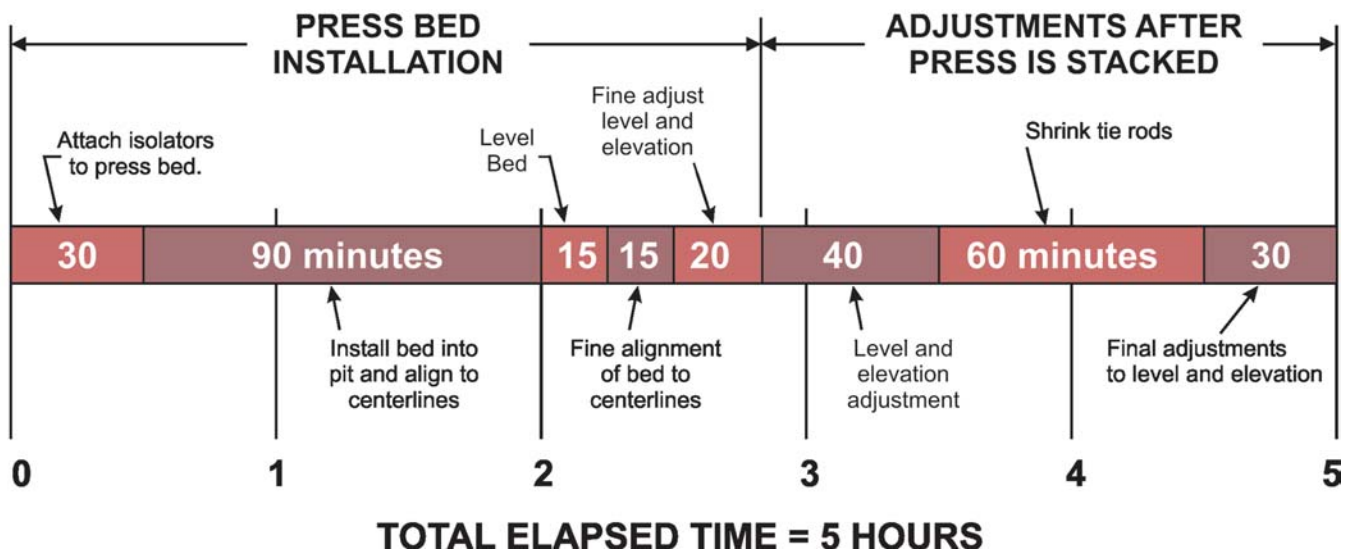 PRESS BED
INSTALLATION
ADJUSTMENTS AFTER
PRESS IS STACKED
Attach isolators
to press bed.
Level
Bed
Fine adjust
level and
elevation
Shrink tie rods
30
90 minutes
15
15
20
40
60 minutes
30
Install bed into
pit and align to
centerlines
Fine alignment
of bed to
centerlines
Level and
elevation
adjustment
Final adjustments
to level and elevation
0
1
2
3
4
5
TOTAL ELAPSED TIME = 5 HOURS